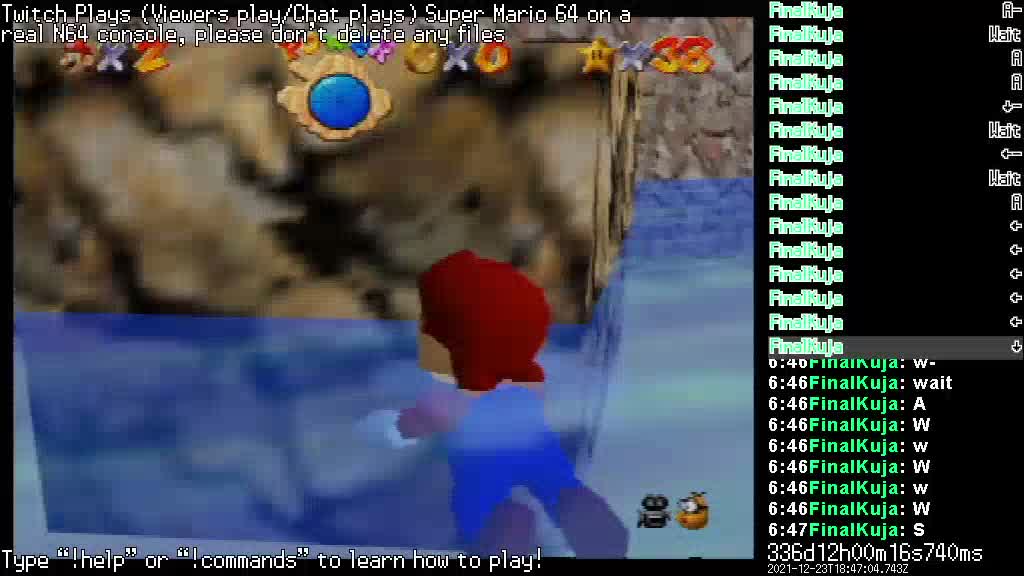 Twitch Plays (Viewers play/Chat plays) Super Mario 64 on a
real N64 console, please don't delete any files
x 2
x 0
x 38
FinalKuja A-
FinalKuja Wait
FinalKuja A
FinalKuja A
FinalKuja ←-
FinalKuja Wait
FinalKuja ←-
FinalKuja Wait
FinalKuja A
FinalKuja ←
FinalKuja ←
FinalKuja ←
FinalKuja ←
FinalKuja ←
FinalKuja ↓
6:46FinalKuja: w-
6:46FinalKuja: wait
6:46FinalKuja: A
6:46FinalKuja: W
6:46FinalKuja: w
6:46FinalKuja: W
6:46FinalKuja: w
6:46FinalKuja: W
6:47FinalKuja: S
Type "!help" or "!commands" to learn how to play!
336d12h00m16s740ms
2021-12-23T18:47:04.743Z